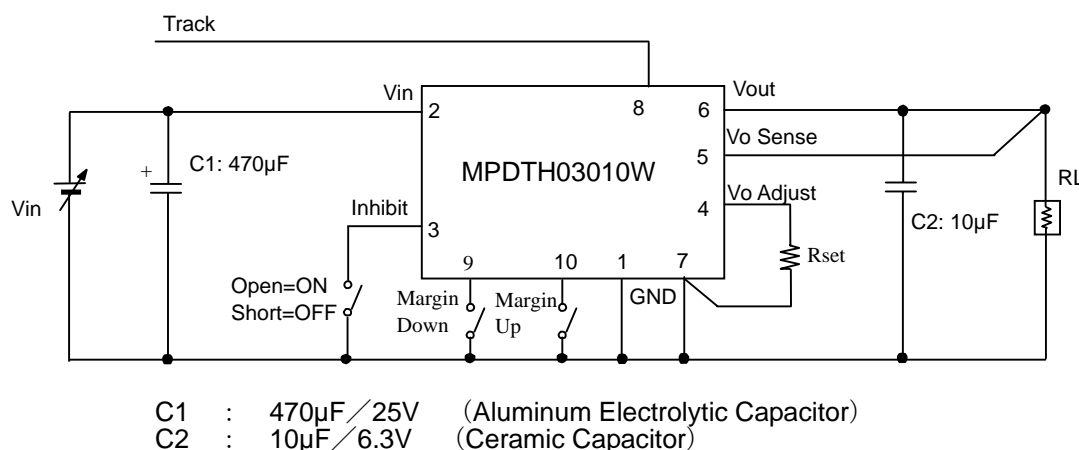 Track
Vin
2
8
6
Vout
Vo Sense
5
+
C1: 470µF
MPDTH03010W
Vin
Vo Adjust
4
RL
Inhibit
3
C2: 10µF
Rset
9
10
1
7
Open=ON
Short=OFF
Margin
Down
Margin
Up
GND
C1 : 470µF／25V （Aluminum Electrolytic Capacitor）
C2 : 10µF／6.3V （Ceramic Capacitor）